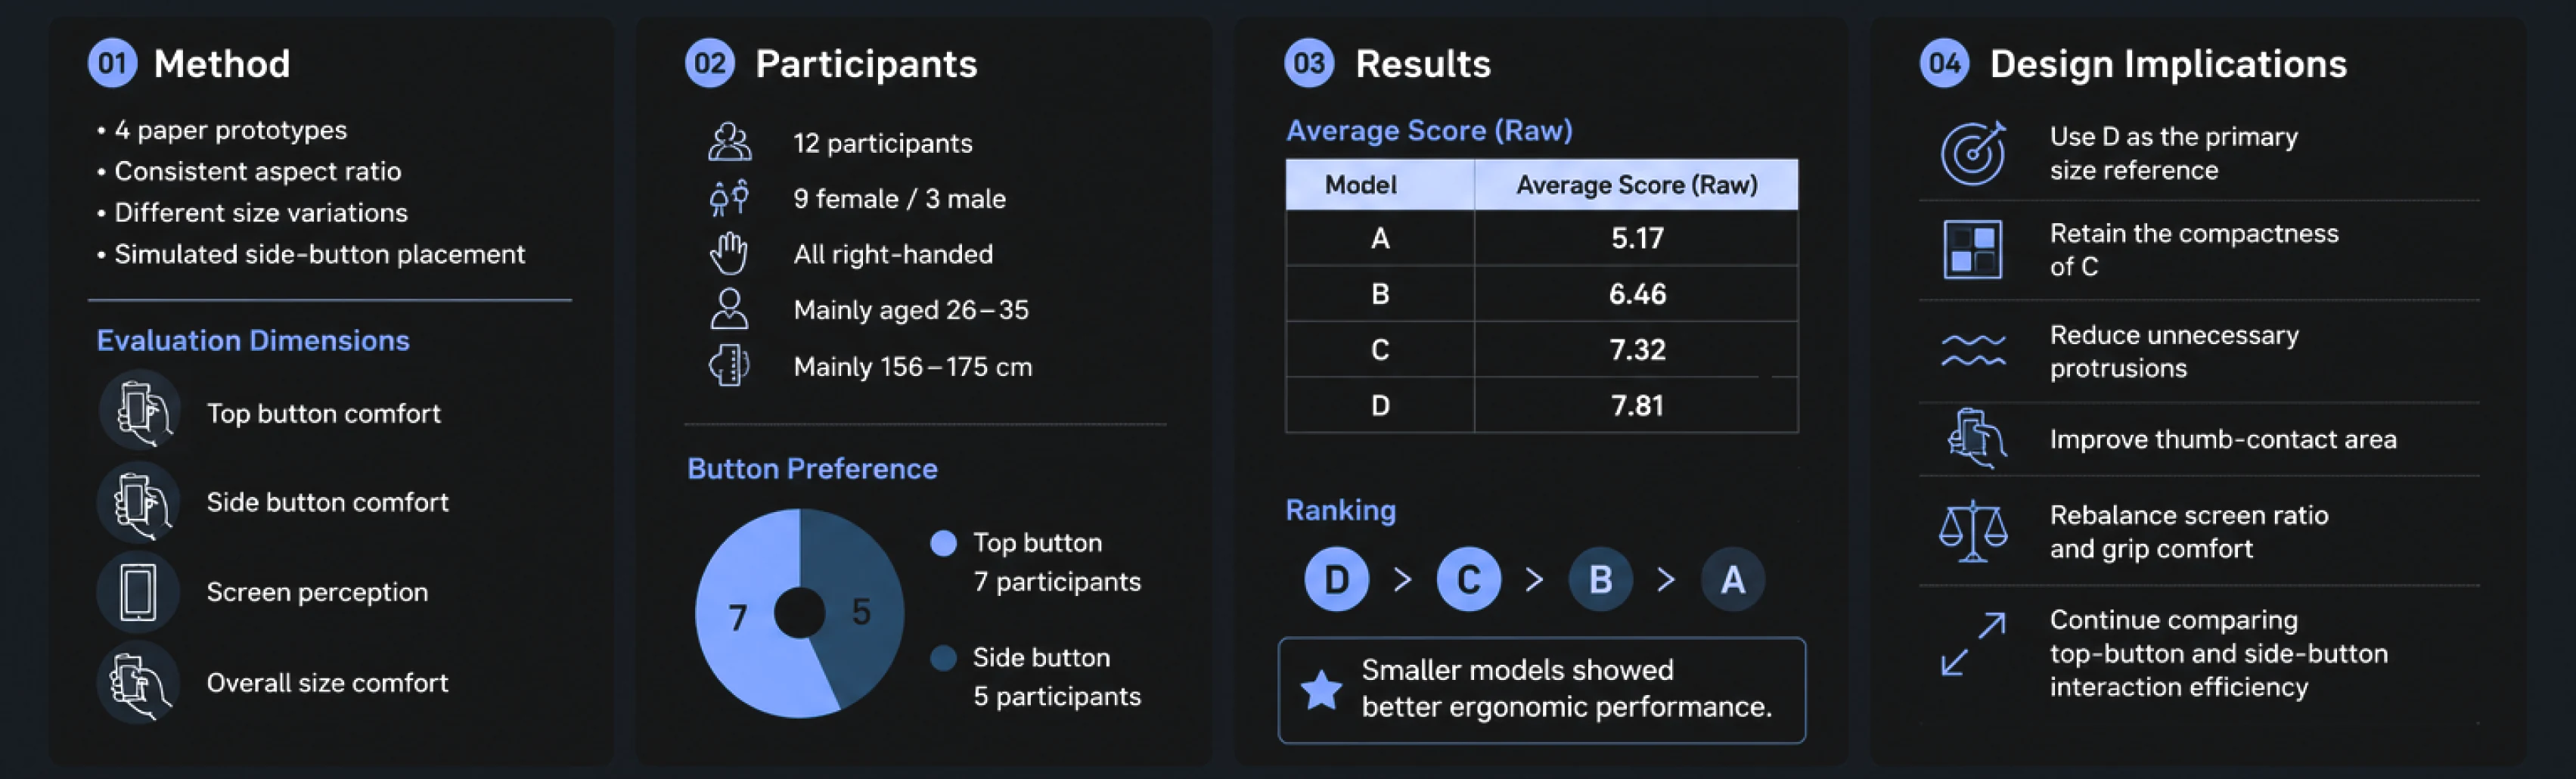 01 Method
• 4 paper prototypes
• Consistent aspect ratio
• Different size variations
• Simulated side-button placement
Evaluation Dimensions
Top button comfort
Side button comfort
Screen perception
Overall size comfort
02 Participants
12 participants
9 female / 3 male
All right-handed
Mainly aged 26–35
Mainly 156–175 cm
Button Preference
7
5
Top button
7 participants
Side button
5 participants
03 Results
Average Score (Raw)
Model Average Score (Raw)
A 5.17
B 6.46
C 7.32
D 7.81
Ranking
D > C > B > A
Smaller models showed
better ergonomic performance.
04 Design Implications
Use D as the primary
size reference
Retain the compactness
of C
Reduce unnecessary
protrusions
Improve thumb-contact area
Rebalance screen ratio
and grip comfort
Continue comparing
top-button and side-button
interaction efficiency